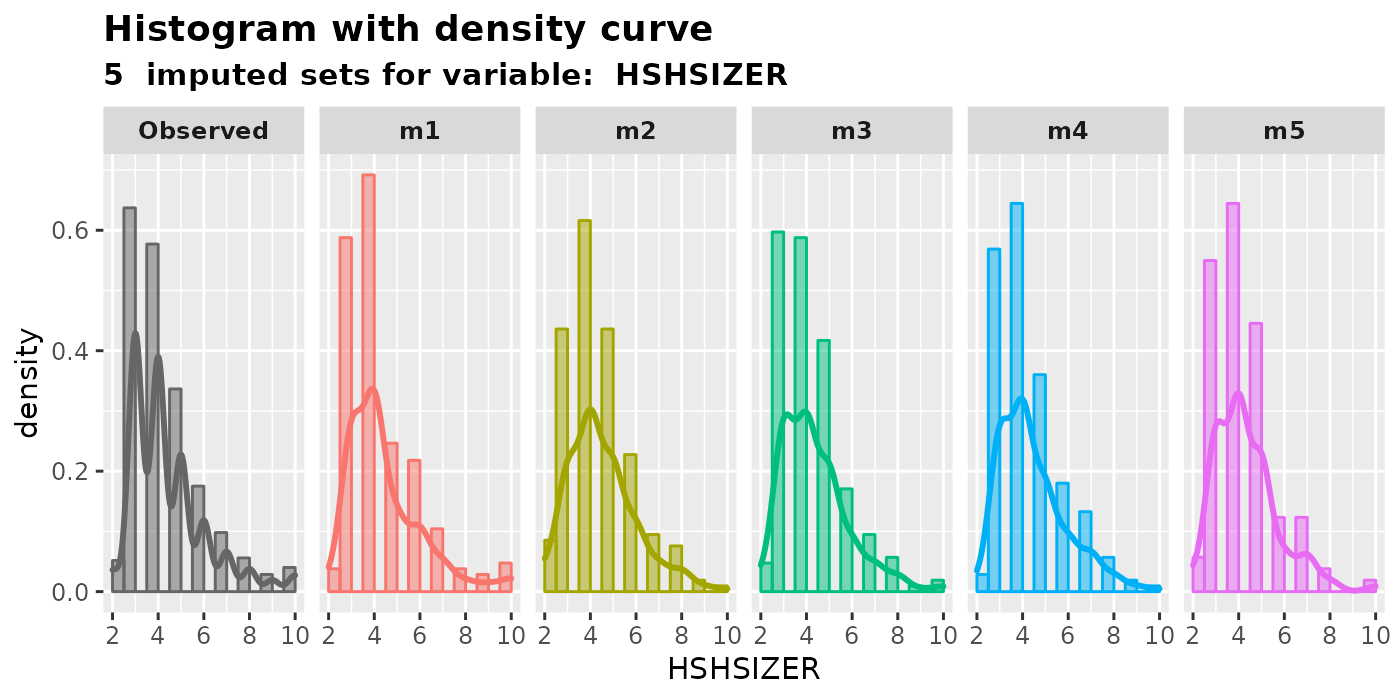 Histogram with density curve
5  imputed sets for variable:  HSHSIZER
Observed m1 m2 m3 m4 m5
0.6
0.4
0.2
0.0
density
2 4 6 8 10 2 4 6 8 10 2 4 6 8 10 2 4 6 8 10 2 4 6 8 10 2 4 6 8 10
HSHSIZER